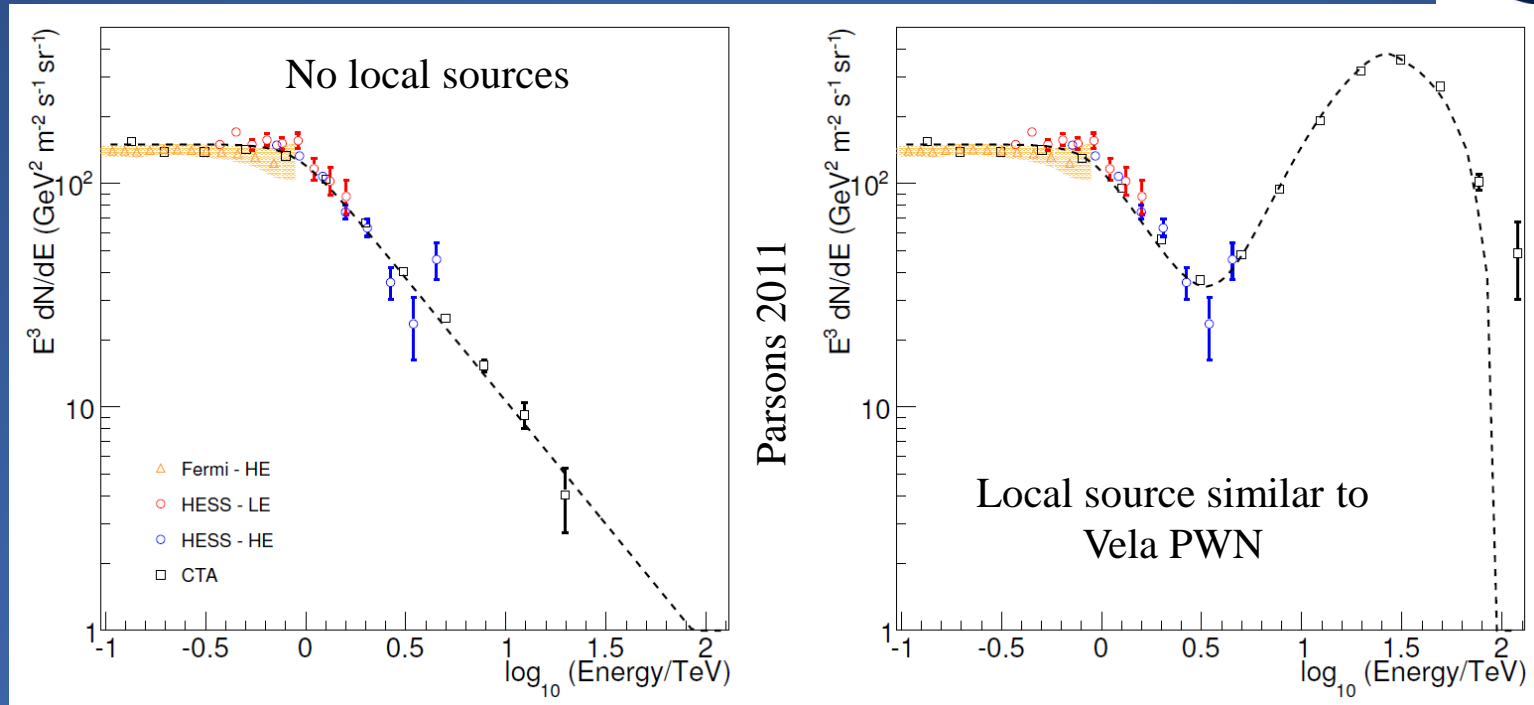 No local sources
E³ dN/dE (GeV² m⁻² s⁻¹ sr⁻¹)
10²
10
1
Fermi - HE
HESS - LE
HESS - HE
CTA
-1 -0.5 0 0.5 1 1.5 2
log₁₀ (Energy/TeV)
Parsons 2011
E³ dN/dE (GeV² m⁻² s⁻¹ sr⁻¹)
10²
10
1
Local source similar to
Vela PWN
-1 -0.5 0 0.5 1 1.5 2
log₁₀ (Energy/TeV)